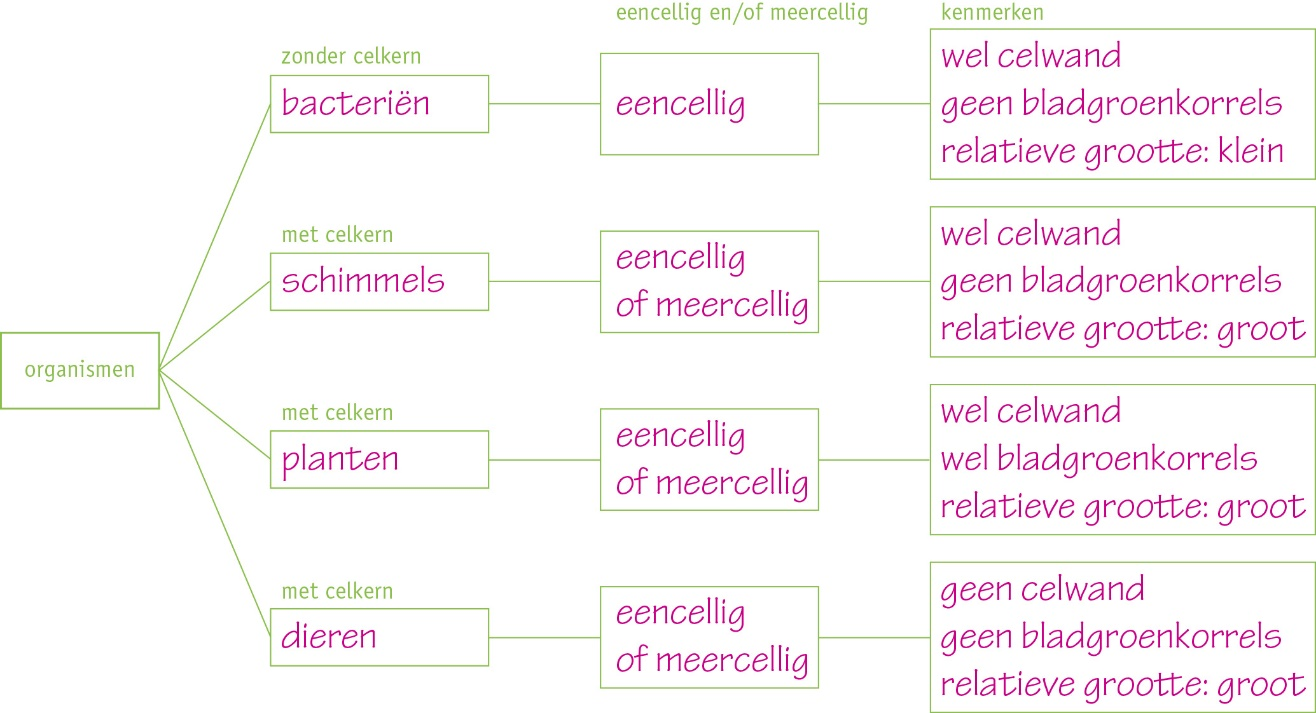 eencellig en/of meercellig
kenmerken
zonder celkern
bacteriën
eencellig
wel celwand
geen bladgroenkorrels
relatieve grootte: klein
met celkern
schimmels
eencellig
of meercellig
wel celwand
geen bladgroenkorrels
relatieve grootte: groot
organismen
met celkern
planten
eencellig
of meercellig
wel celwand
wel bladgroenkorrels
relatieve grootte: groot
met celkern
dieren
eencellig
of meercellig
geen celwand
geen bladgroenkorrels
relatieve grootte: groot